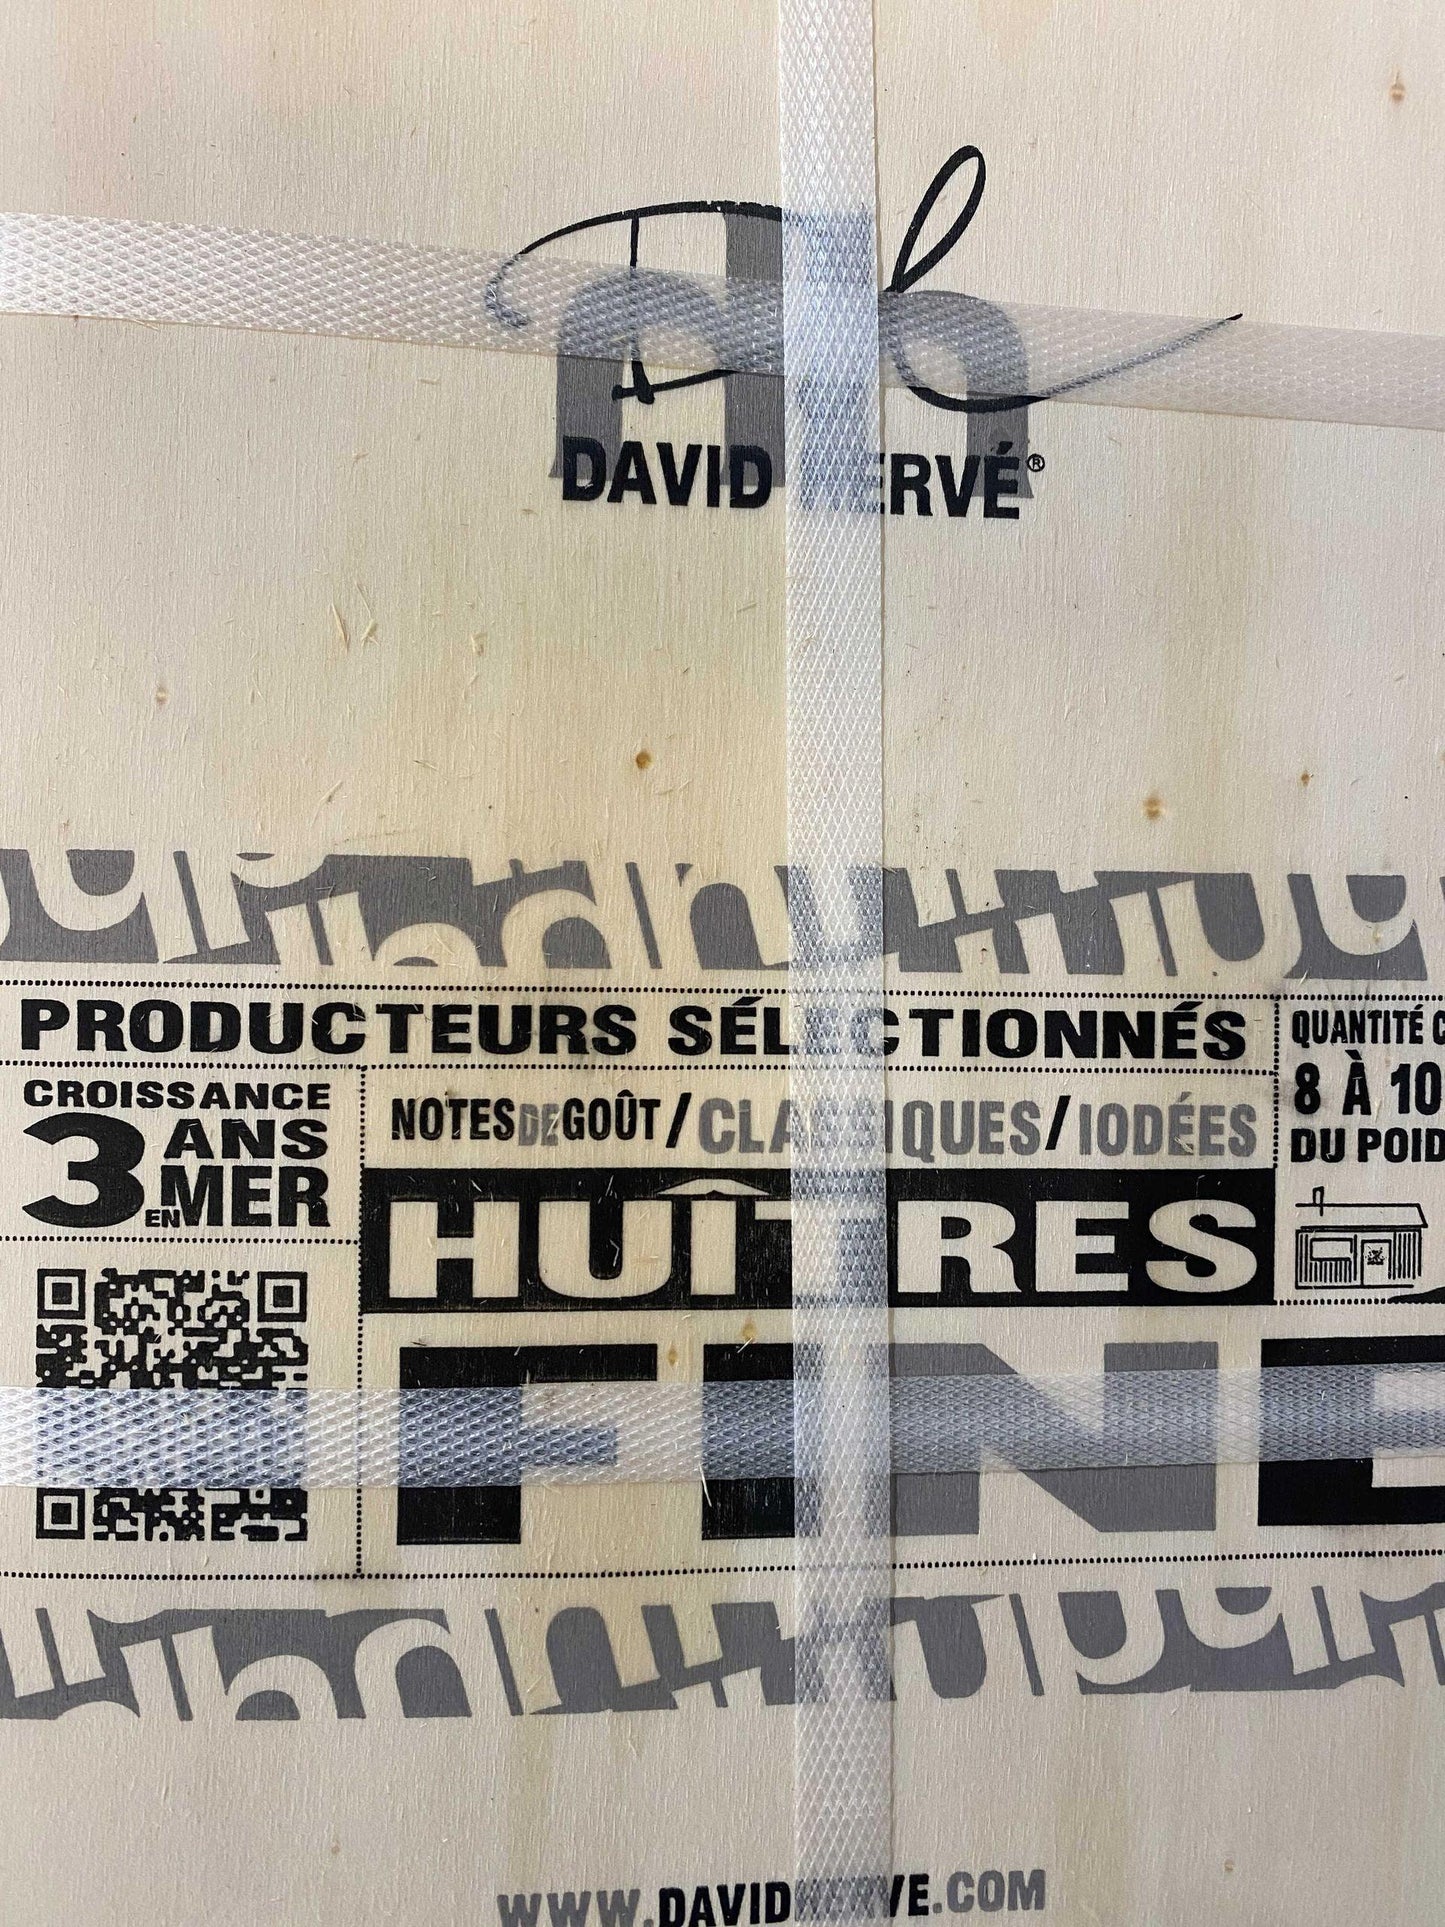 DAVID HERVÉ®
PRODUCTEURS SÉLECTIONNÉS
QUANTITÉ
8 À 10
DU
CROISSANCE
3 ANS
EN MER
NOTES DE GOÛT / CLASSIQUES / IODÉES
HUÎTRES
FINE
WWW.DAVIDHERVE.COM